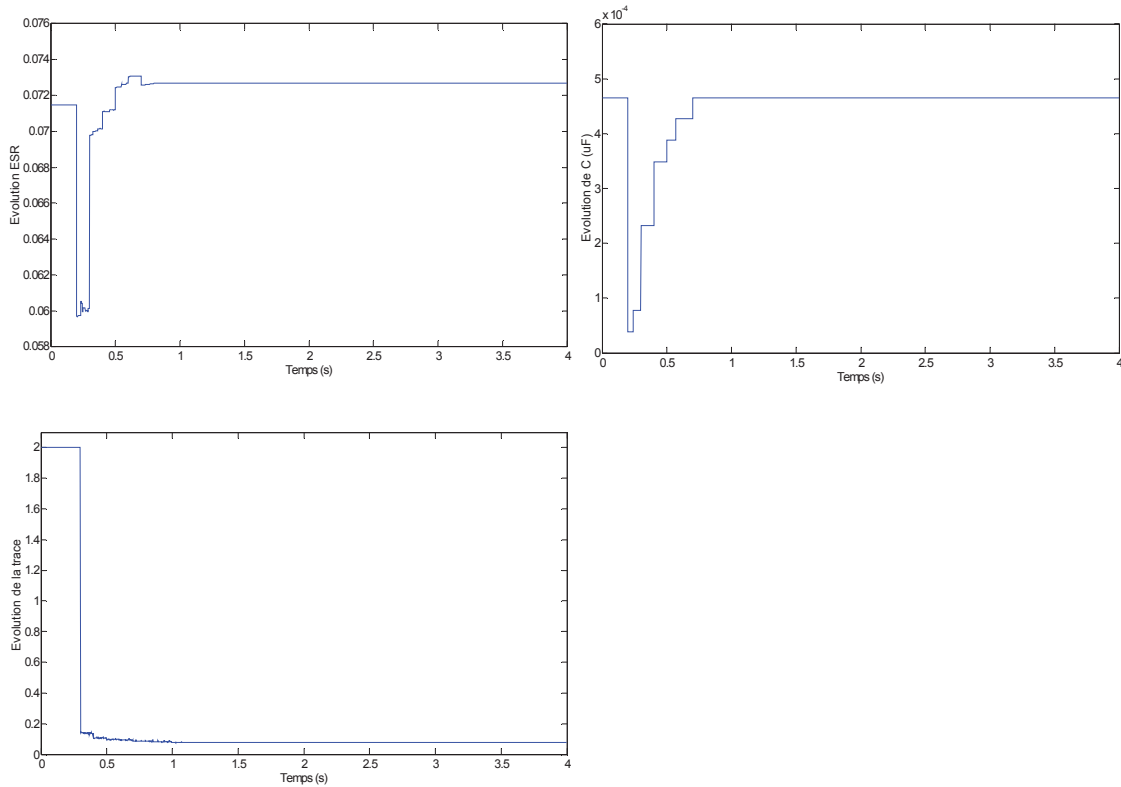 0.076
0.074
0.072
0.07
0.068
0.066
0.064
0.062
0.06
0.058
Evolution ESR
0 0.5 1 2 2.5 3 3.5 4
Temps (s)
x 10-4
6
5
4
3
2
1
0
Evolution de C (uF)
0 0.5 1 1.5 2 2.5 3 3.5 4
Temps (s)
2
1.8
1.6
1.4
1.2
1
0.8
0.6
0.4
0.2
0
Evolution de la trace
0 0.5 1 1.5 2 2.5 3 3.5 4
Temps (s)